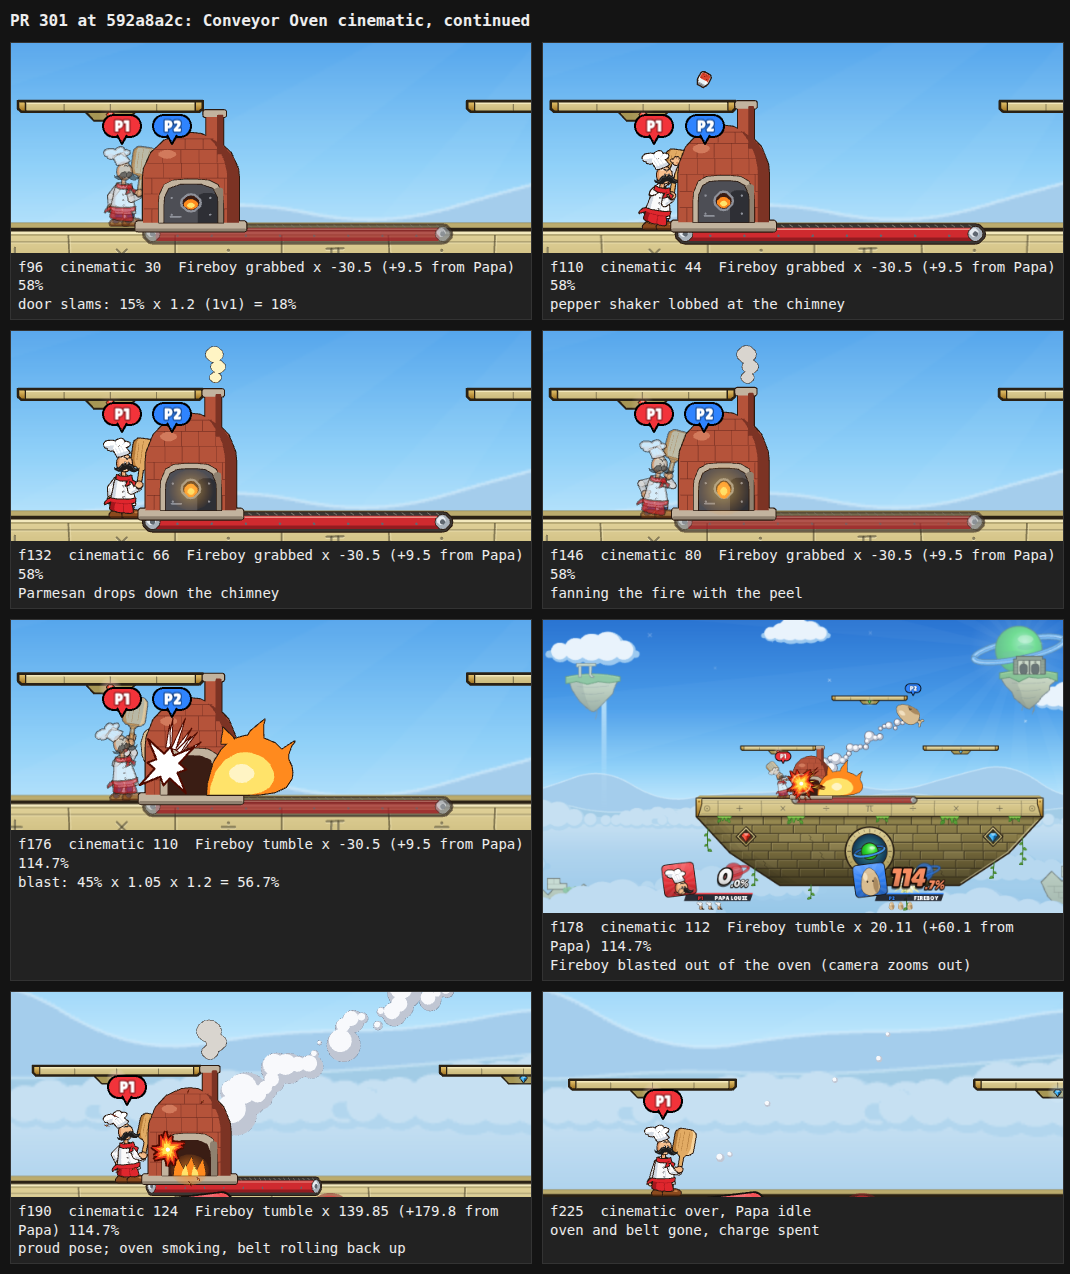 PR 301 at 592a8a2c: Conveyor Oven cinematic, continued
P1 P2
f96  cinematic 30  Fireboy grabbed x -30.5 (+9.5 from Papa)
58%
door slams: 15% x 1.2 (1v1) = 18%
P1 P2
f110  cinematic 44  Fireboy grabbed x -30.5 (+9.5 from Papa)
58%
pepper shaker lobbed at the chimney
P1 P2
f132  cinematic 66  Fireboy grabbed x -30.5 (+9.5 from Papa)
58%
Parmesan drops down the chimney
P1 P2
f146  cinematic 80  Fireboy grabbed x -30.5 (+9.5 from Papa)
58%
fanning the fire with the peel
P1 P2
f176  cinematic 110  Fireboy tumble x -30.5 (+9.5 from Papa)
114.7%
blast: 45% x 1.05 x 1.2 = 56.7%
P2
P1
0.0% 114.7%
P1 PAPA LOUIE P2 FIREBOY
f178  cinematic 112  Fireboy tumble x 20.11 (+60.1 from
Papa) 114.7%
Fireboy blasted out of the oven (camera zooms out)
P1
f190  cinematic 124  Fireboy tumble x 139.85 (+179.8 from
Papa) 114.7%
proud pose; oven smoking, belt rolling back up
P1
f225  cinematic over, Papa idle
oven and belt gone, charge spent